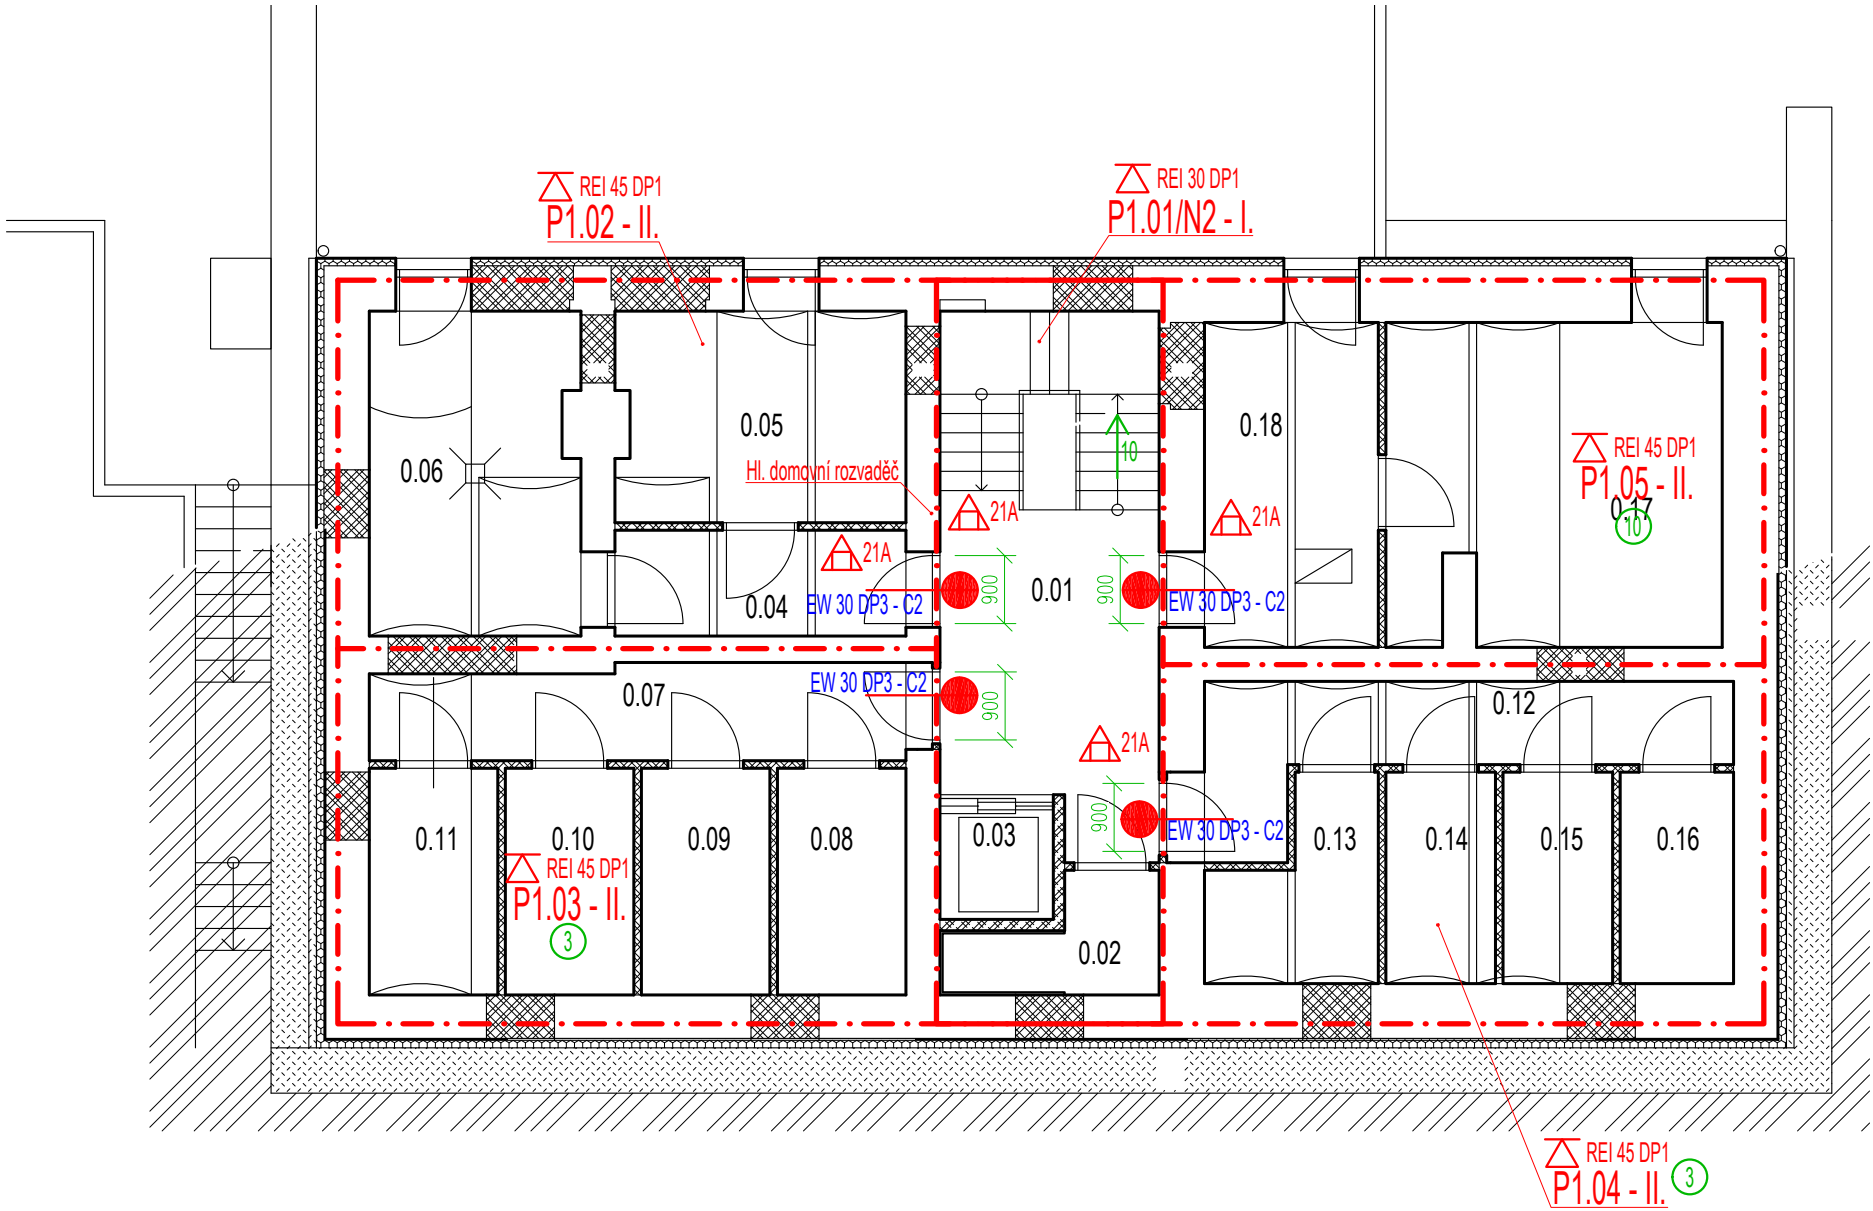 REI 45 DP1
P1.02 - II.
REI 30 DP1
P1.01/N2 - I.
0.05
0.18
0.06
10
REI 45 DP1
P1.05 - II.
0.17
10
Hl. domovní rozvaděč
21A
21A
21A
0.04
EW 30 DP3 - C2
900
0.01
900
EW 30 DP3 - C2
0.07
EW 30 DP3 - C2
900
0.12
21A
0.11
0.10
0.09
0.08
0.03
900
EW 30 DP3 - C2
0.13
0.14
0.15
0.16
REI 45 DP1
P1.03 - II.
3
0.02
REI 45 DP1
P1.04 - II.
3